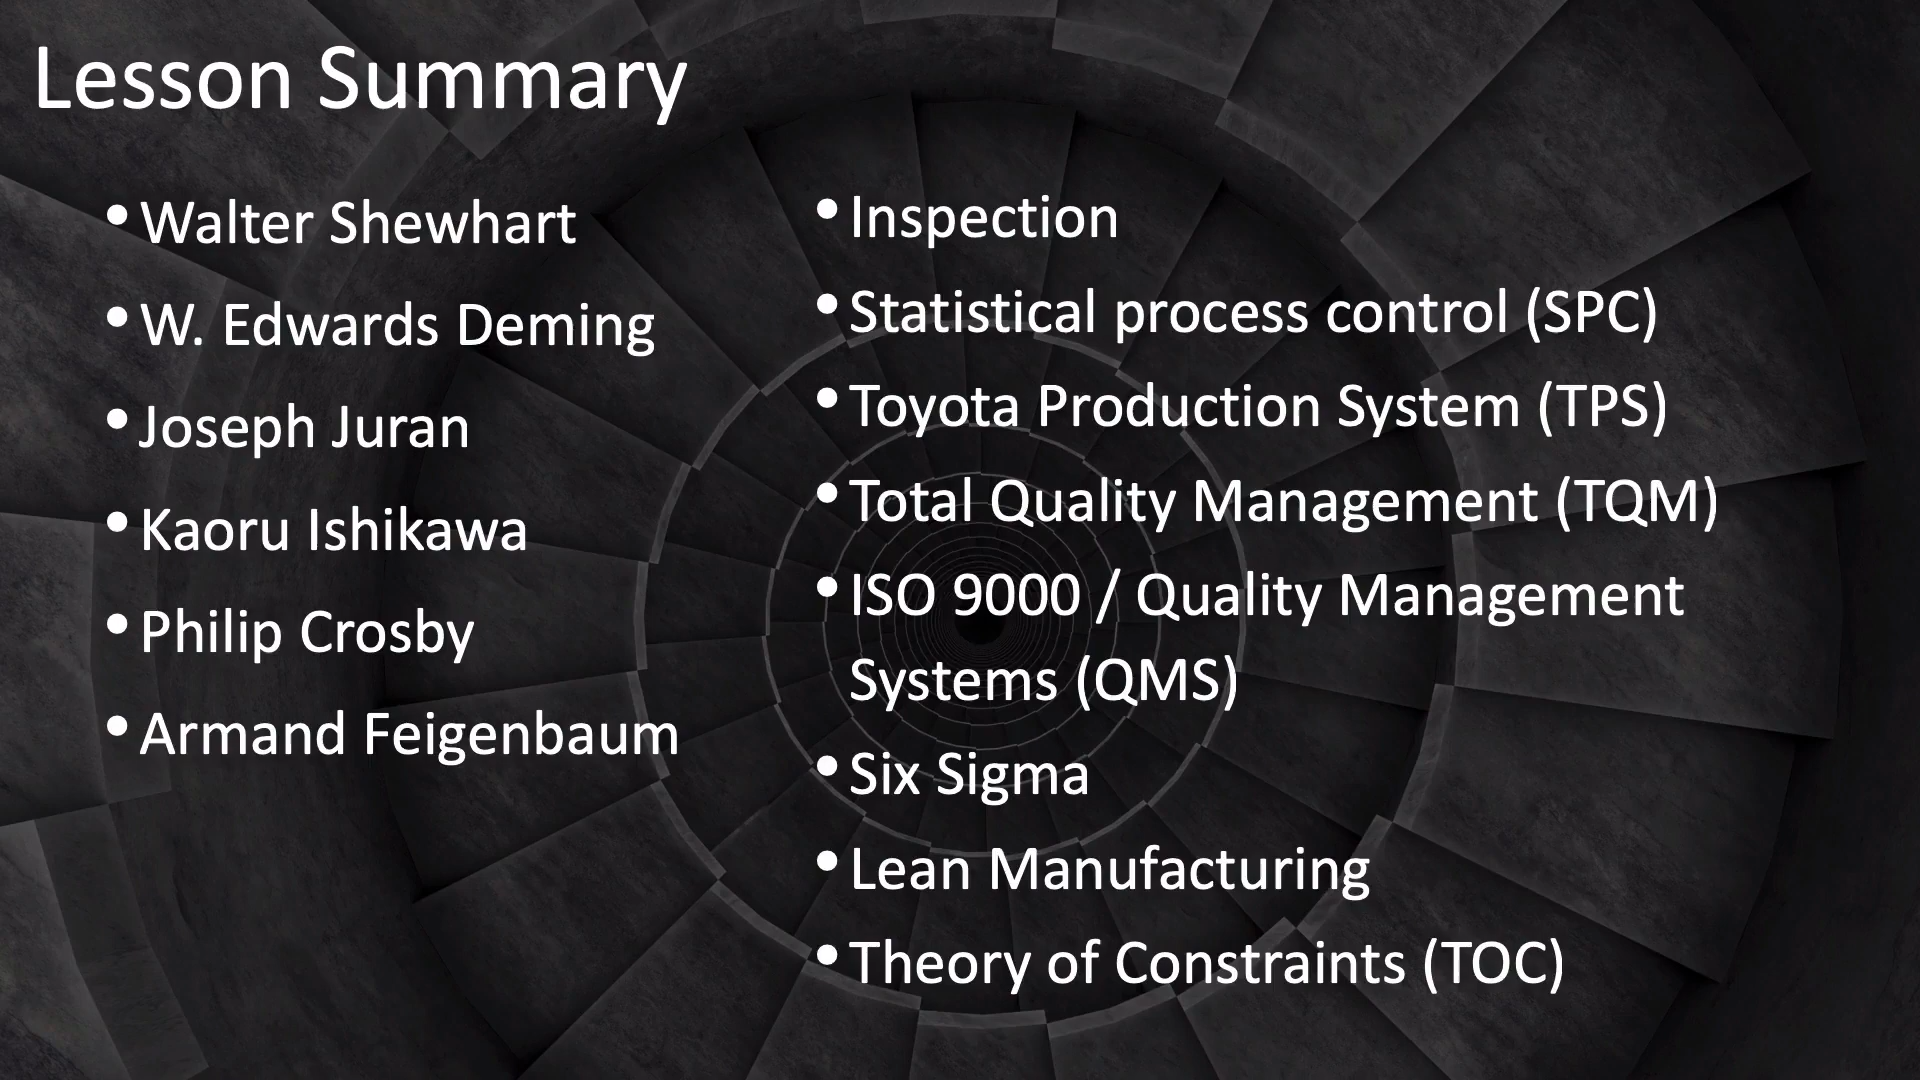 Lesson Summary
• Walter Shewhart
• W. Edwards Deming
• Joseph Juran
• Kaoru Ishikawa
• Philip Crosby
• Armand Feigenbaum
• Inspection
• Statistical process control (SPC)
• Toyota Production System (TPS)
• Total Quality Management (TQM)
• ISO 9000 / Quality Management
Systems (QMS)
• Six Sigma
• Lean Manufacturing
• Theory of Constraints (TOC)